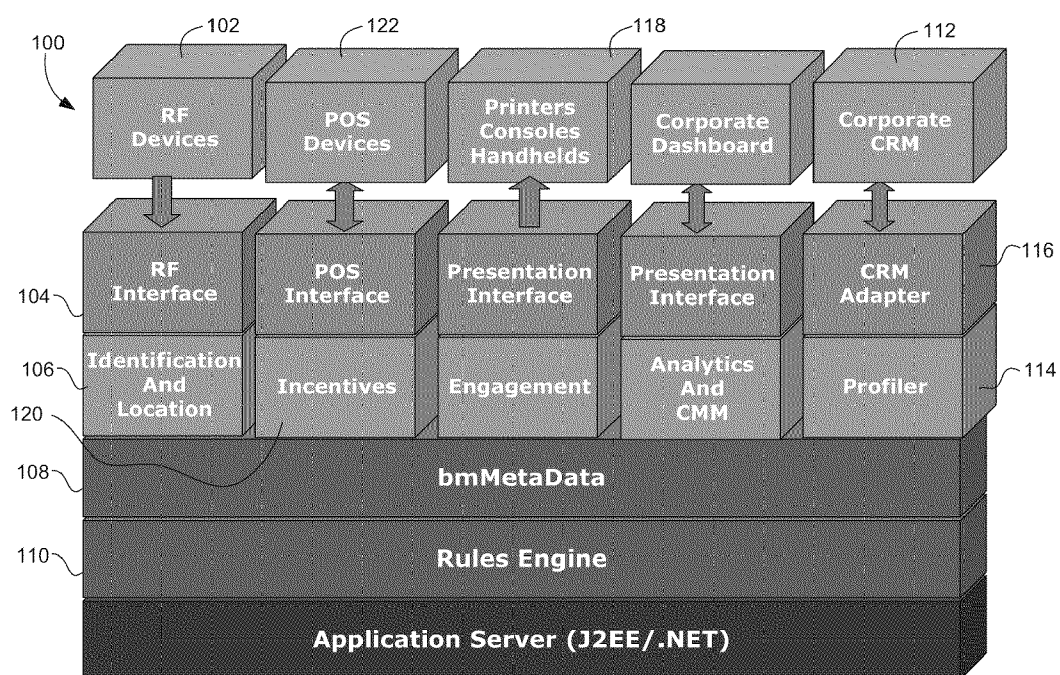 100
102
122
118
112
RF
Devices
POS
Devices
Printers
Consoles
Handhelds
Corporate
Dashboard
Corporate
CRM
RF
Interface
POS
Interface
Presentation
Interface
Presentation
Interface
CRM
Adapter
116
104
Identification
And
Location
Incentives
Engagement
Analytics
And
CMM
Profiler
106
114
120
bmMetaData
108
Rules Engine
110
Application Server (J2EE/.NET)